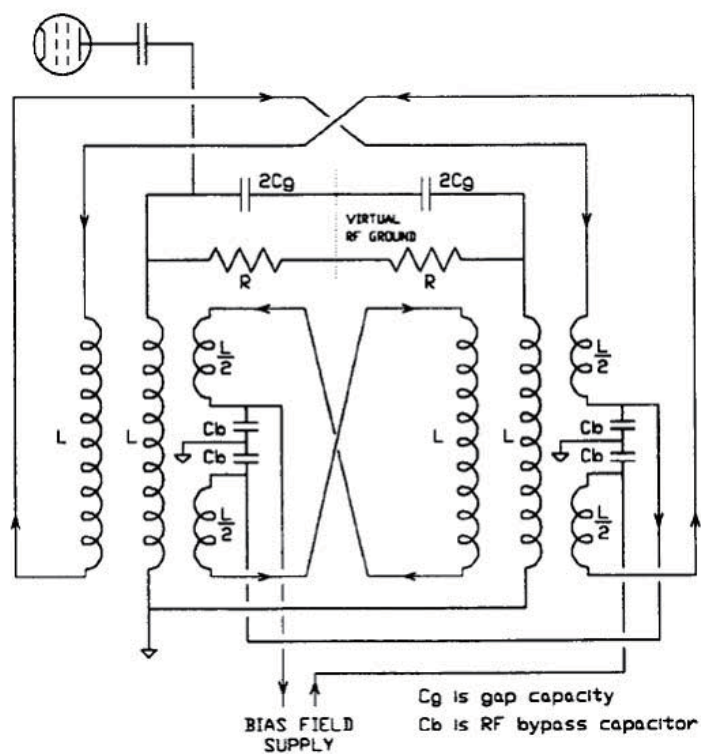 2Cg
2Cg
VIRTUAL
RF GROUND
R
R
L
2
L
2
L
L
Cb
Cb
L
L
Cb
Cb
L
2
L
2
BIAS FIELD
SUPPLY
Cg is gap capacity
Cb is RF bypass capacitor